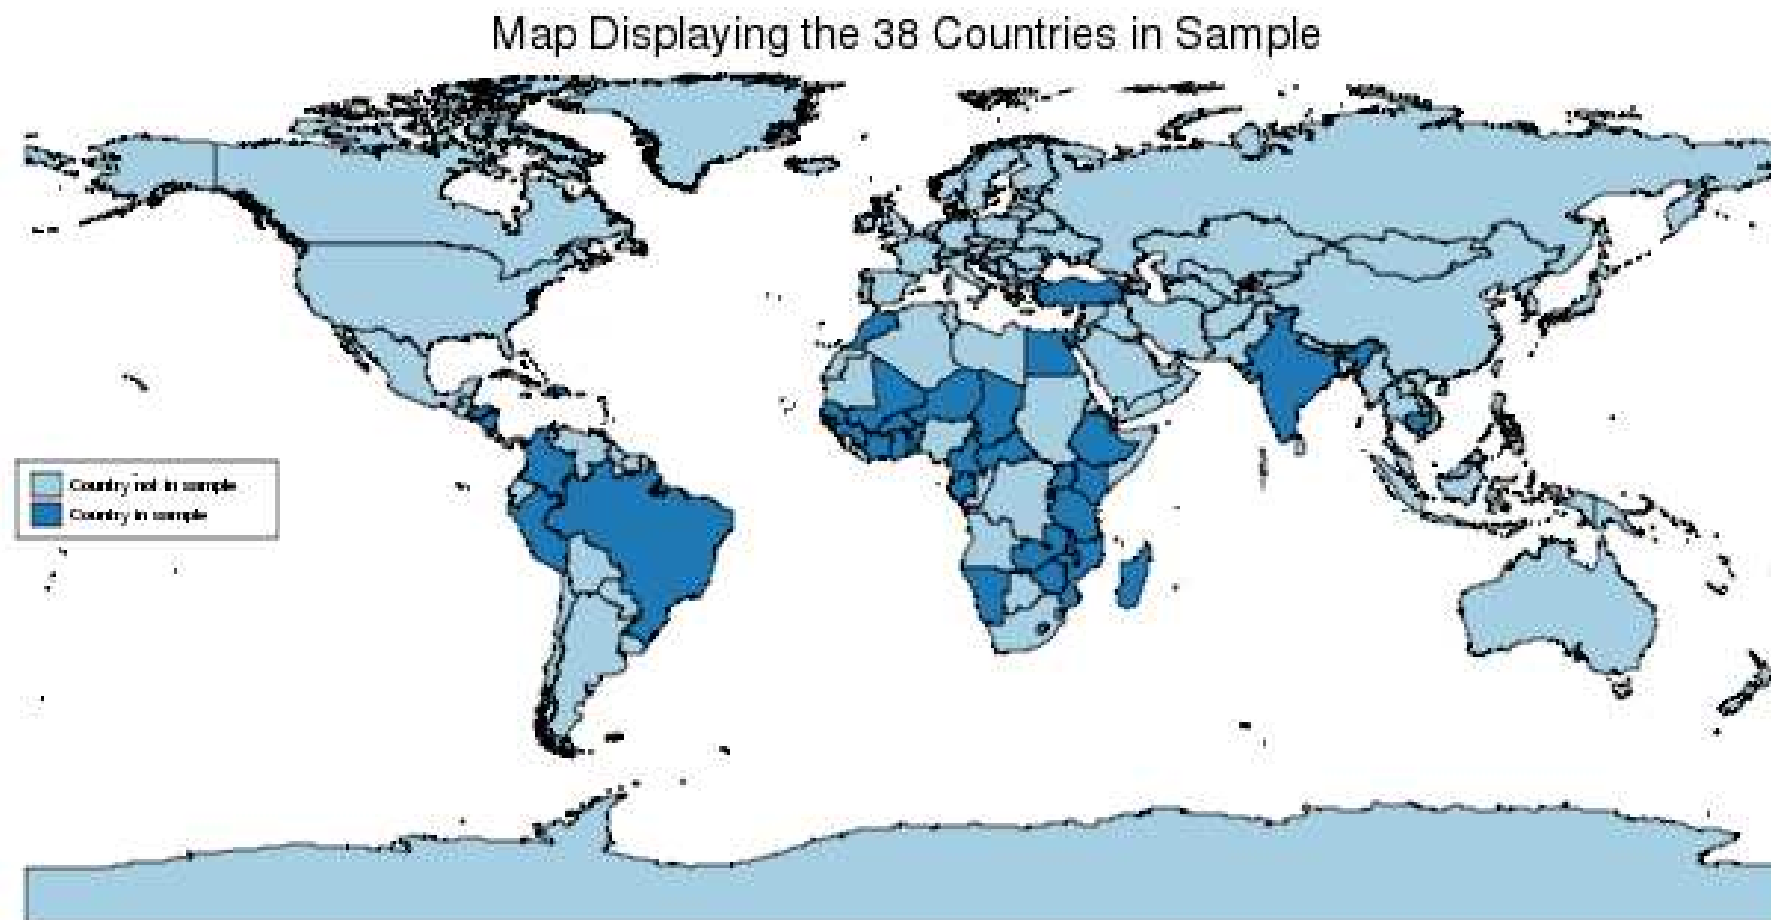 Map Displaying the 38 Countries in Sample
Country not in sample
Country in sample